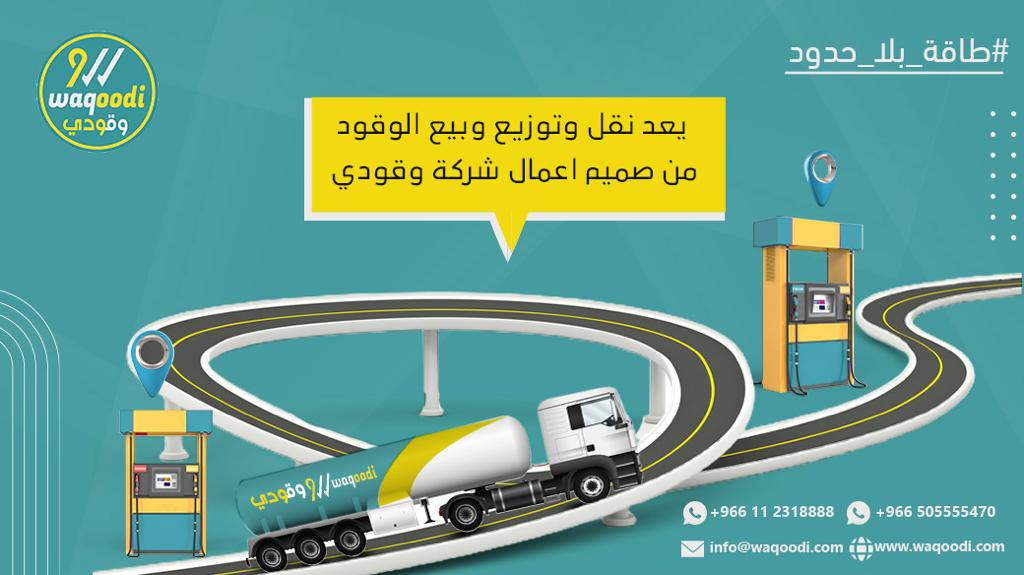 waqoodi
وقودي
#طاقة_بلا_حدود
يعد نقل وتوزيع وبيع الوقود
من صميم اعمال شركة وقودي
وقودي waqoodi
+966 11 2318888
+966 505555470
info@waqoodi.com
www.waqoodi.com